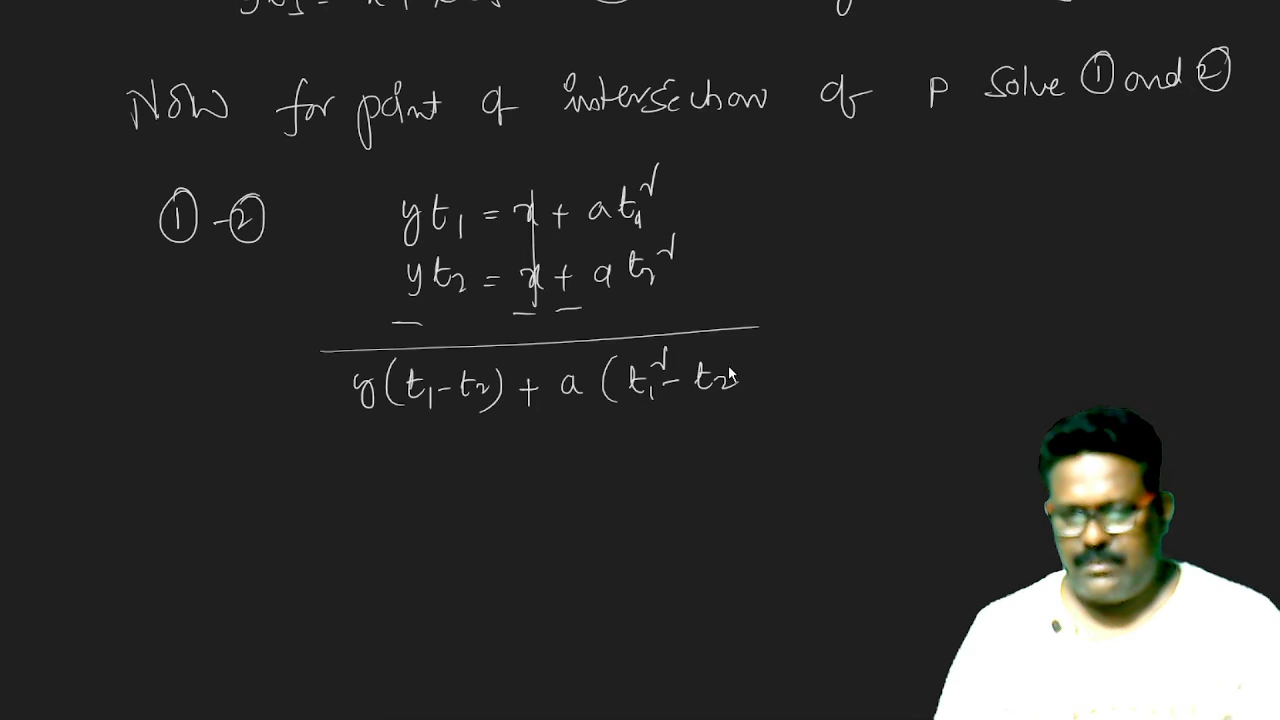 Now for point of intersection of P solve ① and ②
① - ② yt₁ = x + at₁²
yt₂ = x + at₂²
y(t₁-t₂) + a (t₁² - t₂